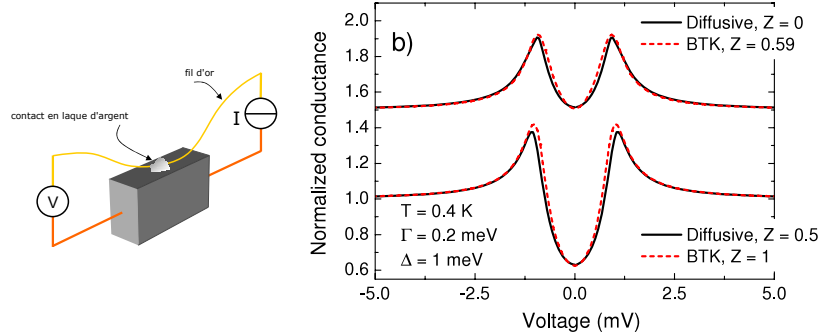 fil d'or
contact en laque d'argent
I
V
b)
Normalized conductance
2.0
1.8
1.6
1.4
1.2
1.0
0.8
0.6
Diffusive, Z = 0
BTK, Z = 0.59
T = 0.4 K
Γ = 0.2 meV
Δ = 1 meV
Diffusive, Z = 0.5
BTK, Z = 1
-5.0
-2.5
0.0
2.5
5.0
Voltage (mV)